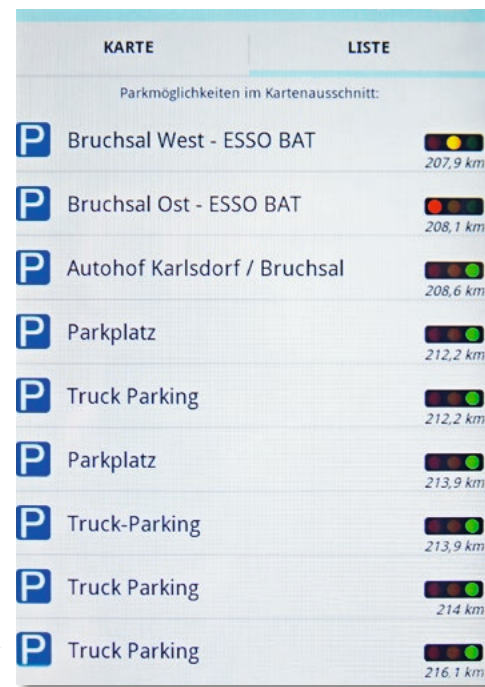 KARTE LISTE
Parkmöglichkeiten im Kartenausschnitt:
P Bruchsal West - ESSO BAT
207,9 km
P Bruchsal Ost - ESSO BAT
208,1 km
P Autohof Karlsdorf / Bruchsal
208,6 km
P Parkplatz
212,2 km
P Truck Parking
212,2 km
P Parkplatz
213,9 km
P Truck-Parking
213,9 km
P Truck Parking
214 km
P Truck Parking
216.1 km